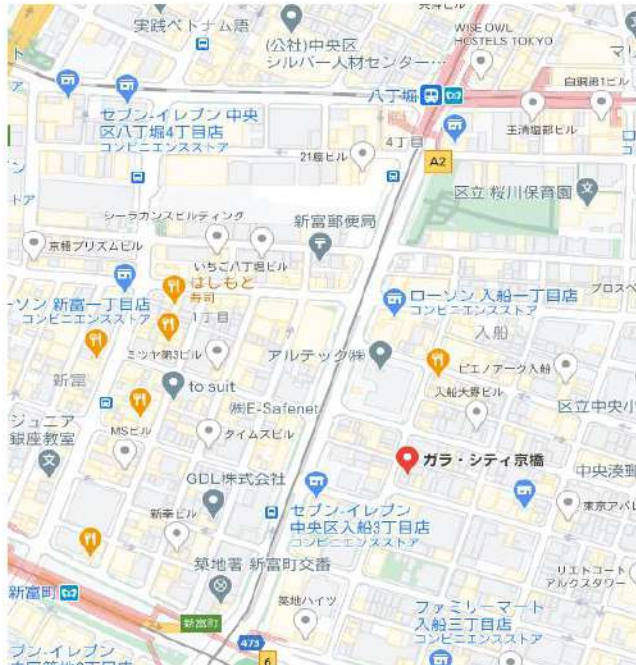 実践ベトナム語
(公社)中央区
シルバー人材センター…
WISE OWL
HOSTELS TOKYO
マリ
八丁堀
白銅第1ビル
セブン-イレブン 中央
区八丁堀4丁目店
コンビニエンスストア
王清塩部ビル
4丁目
21藤ビル
A2
区立 桜川保育園
シーラカンスビルディング
新富郵便局
京橋プリズムビル
いちご八丁堀ビル
はしもと
寿司
ーソン 新富一丁目店
コンビニエンスストア
1丁目
ローソン 入船一丁目店
コンビニエンスストア
プロスペ
入船
ミツヤ第3ビル
アルテック㈱
ピエノアーク入船
新富
to suit
入船大野ビル
㈱E-Safenet
区立中央小
ジュニア
銀座教室
MSビル
タイムスビル
ガラ・シティ京橋
GDL株式会社
中央湊郵
新幸ビル
セブン-イレブン
中央区入船3丁目店
コンビニエンスストア
東京アパレ
築地署 新富町交番
リエトコート
アルクスタワー
新富町
築地ハイツ
ファミリーマート
入船三丁目店
コンビニエンスストア
新富町
473
6
ブン-イレブン